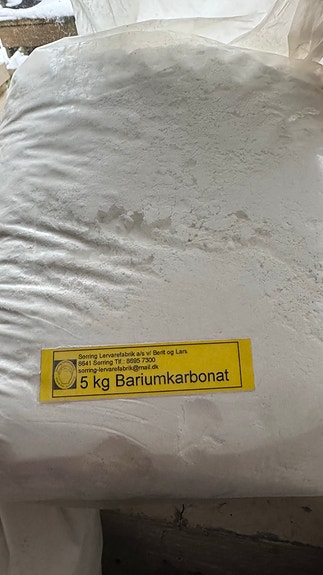 Sorring Lervarefabrik a/s v/ Berit og Lars
8641 Sorring Tlf.: 8695 7300
sorring-lervarefabrik@mail.dk
5 kg Bariumkarbonat